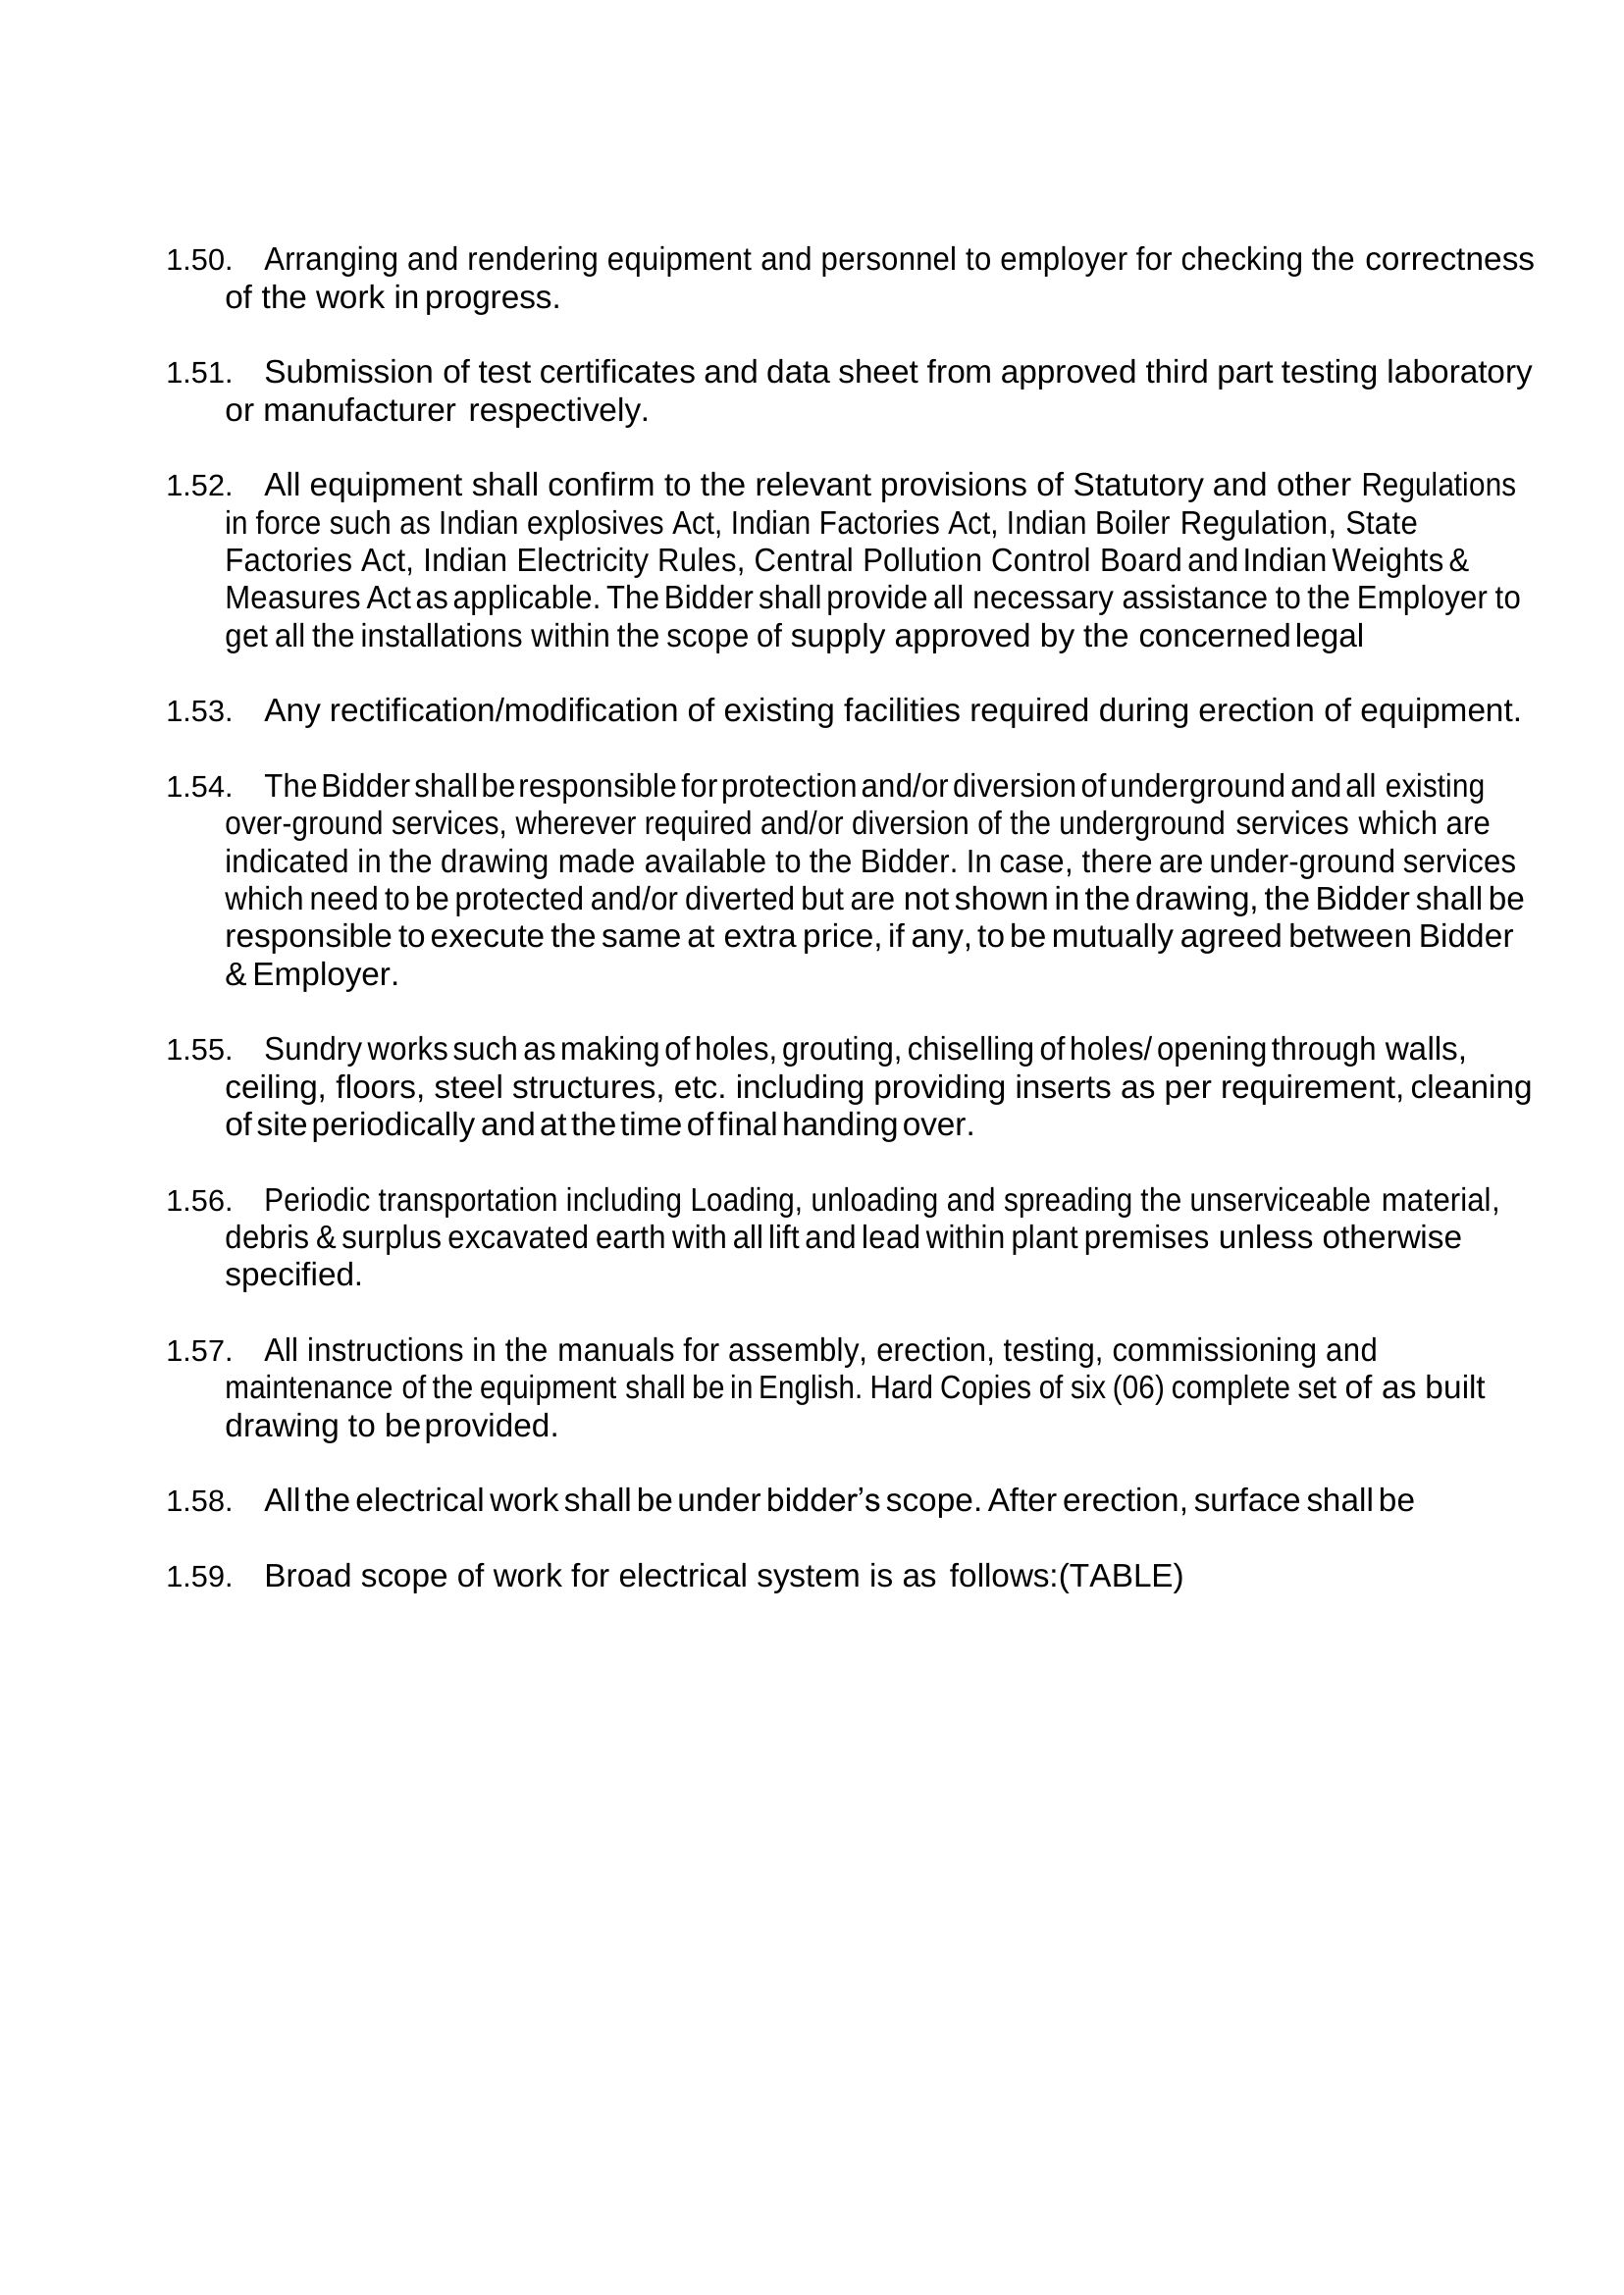 1.50. Arranging and rendering equipment and personnel to employer for checking the correctness
of the work in progress.
1.51. Submission of test certificates and data sheet from approved third part testing laboratory
or manufacturer respectively.
1.52. All equipment shall confirm to the relevant provisions of Statutory and other Regulations
in force such as Indian explosives Act, Indian Factories Act, Indian Boiler Regulation, State
Factories Act, Indian Electricity Rules, Central Pollution Control Board and Indian Weights &
Measures Act as applicable. The Bidder shall provide all necessary assistance to the Employer to
get all the installations within the scope of supply approved by the concerned legal
1.53. Any rectification/modification of existing facilities required during erection of equipment.
1.54. The Bidder shall be responsible for protection and/or diversion of underground and all existing
over-ground services, wherever required and/or diversion of the underground services which are
indicated in the drawing made available to the Bidder. In case, there are under-ground services
which need to be protected and/or diverted but are not shown in the drawing, the Bidder shall be
responsible to execute the same at extra price, if any, to be mutually agreed between Bidder
& Employer.
1.55. Sundry works such as making of holes, grouting, chiselling of holes/ opening through walls,
ceiling, floors, steel structures, etc. including providing inserts as per requirement, cleaning
of site periodically and at the time of final handing over.
1.56. Periodic transportation including Loading, unloading and spreading the unserviceable material,
debris & surplus excavated earth with all lift and lead within plant premises unless otherwise
specified.
1.57. All instructions in the manuals for assembly, erection, testing, commissioning and
maintenance of the equipment shall be in English. Hard Copies of six (06) complete set of as built
drawing to be provided.
1.58. All the electrical work shall be under bidder’s scope. After erection, surface shall be
1.59. Broad scope of work for electrical system is as follows:(TABLE)